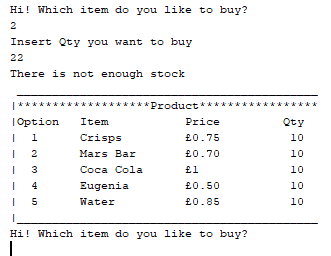 Hi! Which item do you like to buy?
2
Insert Qty you want to buy
22
There is not enough stock
____________________________________________
|*******************Product*****************
|Option   Item           Price         Qty
|  1      Crisps         £0.75          10
|  2      Mars Bar       £0.70          10
|  3      Coca Cola      £1             10
|  4      Eugenia        £0.50          10
|  5      Water          £0.85          10
|____________________________________________
Hi! Which item do you like to buy?